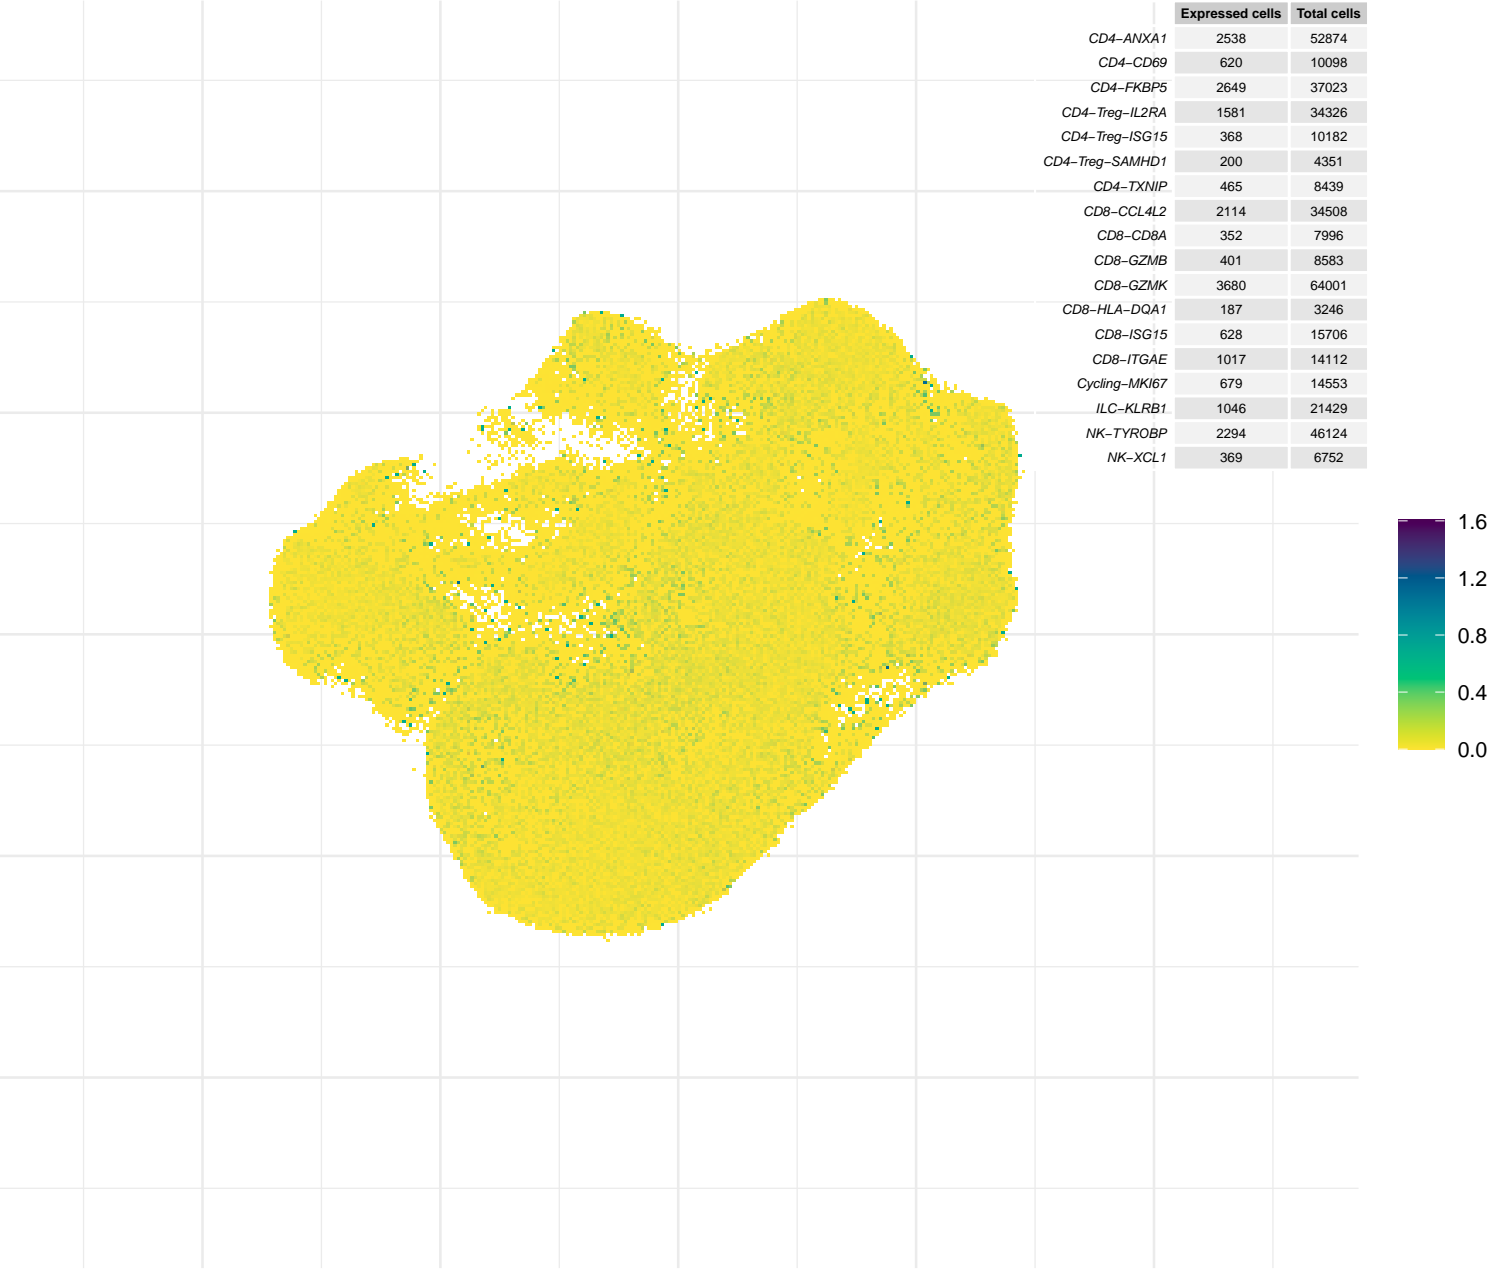 Expressed cells Total cells
CD4−ANXA1 2538 52874
CD4−CD69 620 10098
CD4−FKBP5 2649 37023
CD4−Treg−IL2RA 1581 34326
CD4−Treg−ISG15 368 10182
CD4−Treg−SAMHD1 200 4351
CD4−TXNIP 465 8439
CD8−CCL4L2 2114 34508
CD8−CD8A 352 7996
CD8−GZMB 401 8583
CD8−GZMK 3680 64001
CD8−HLA−DQA1 187 3246
CD8−ISG15 628 15706
CD8−ITGAE 1017 14112
Cycling−MKI67 679 14553
ILC−KLRB1 1046 21429
NK−TYROBP 2294 46124
NK−XCL1 369 6752
1.6
1.2
0.8
0.4
0.0